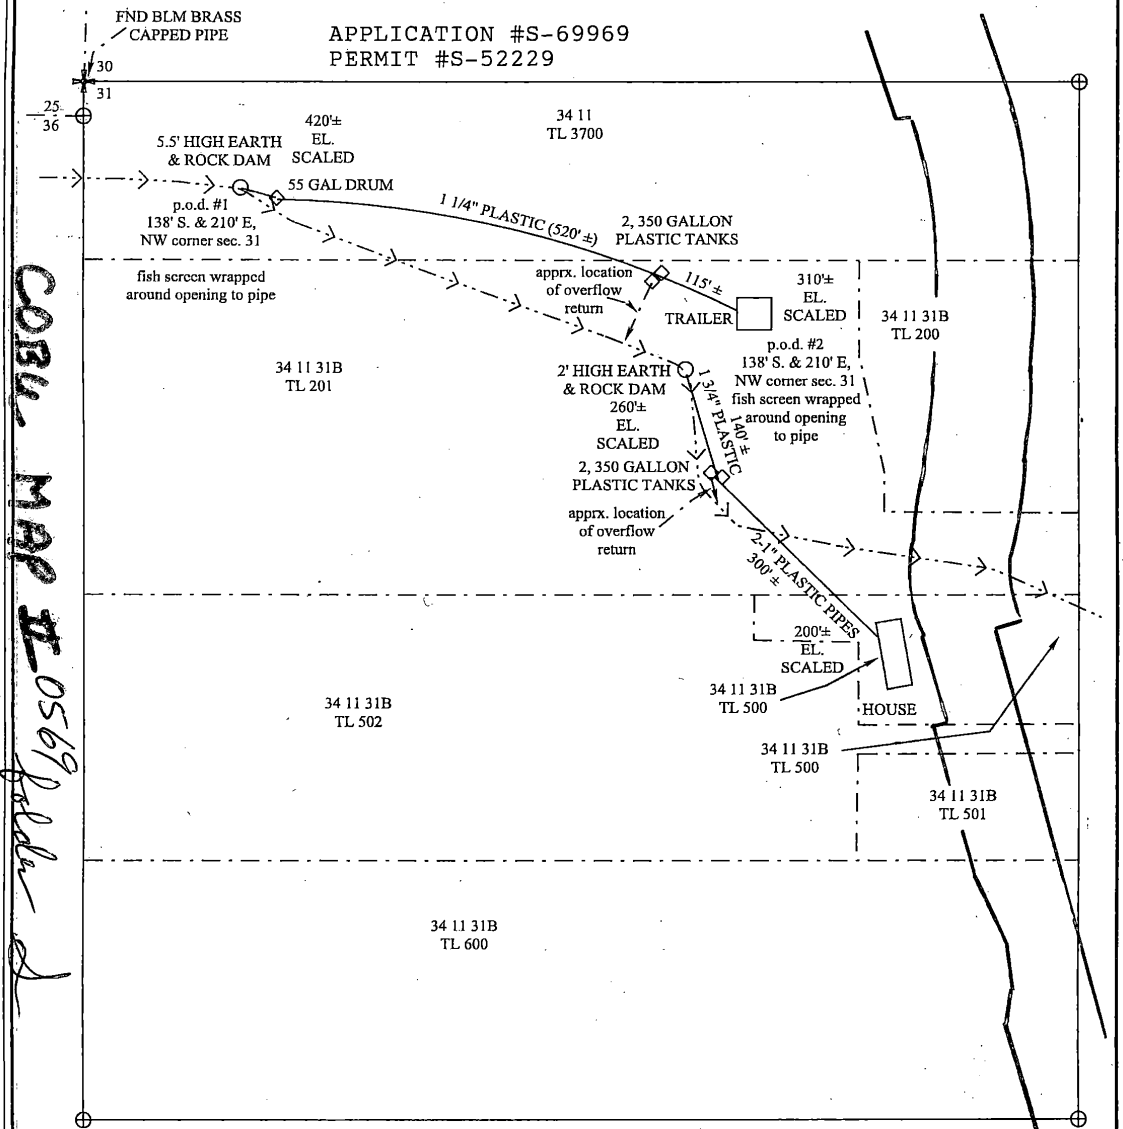 FND BLM BRASS
CAPPED PIPE
APPLICATION #S-69969
PERMIT #S-52229
30
31
25
36
5.5' HIGH EARTH
& ROCK DAM
420'±
EL.
SCALED
34 11
TL 3700
55 GAL DRUM
p.o.d. #1
138' S. & 210' E,
NW corner sec. 31
1 1/4" PLASTIC (520' ±)
2, 350 GALLON
PLASTIC TANKS
fish screen wrapped
around opening to pipe
apprx. location
of overflow
return
115' ±
TRAILER
310'±
EL.
SCALED
34 11 31B
TL 200
p.o.d. #2
138' S. & 210' E,
NW corner sec. 31
fish screen wrapped
around opening
to pipe
34 11 31B
TL 201
2' HIGH EARTH
& ROCK DAM
260'±
EL.
SCALED
1 3/4" PLASTIC
140' ±
2, 350 GALLON
PLASTIC TANKS
apprx. location
of overflow
return
2-1" PLASTIC PIPES
300' ±
200'±
EL.
SCALED
34 11 31B
TL 500
HOUSE
34 11 31B
TL 502
34 11 31B
TL 500
34 11 31B
TL 501
34 11 31B
TL 600
COBU MAP II 0569